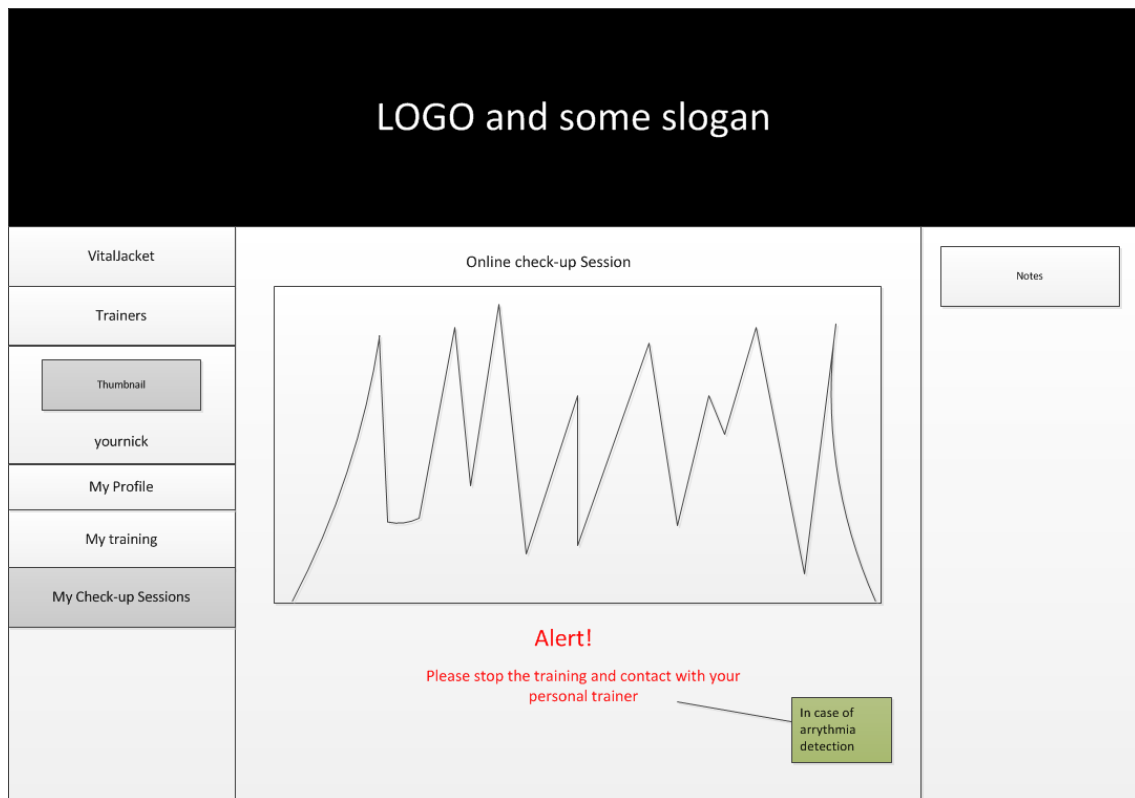 LOGO and some slogan
VitalJacket
Trainers
Thumbnail
yournick
My Profile
My training
My Check-up Sessions
Online check-up Session
Alert!
Please stop the training and contact with your
personal trainer
In case of
arrythmia
detection
Notes